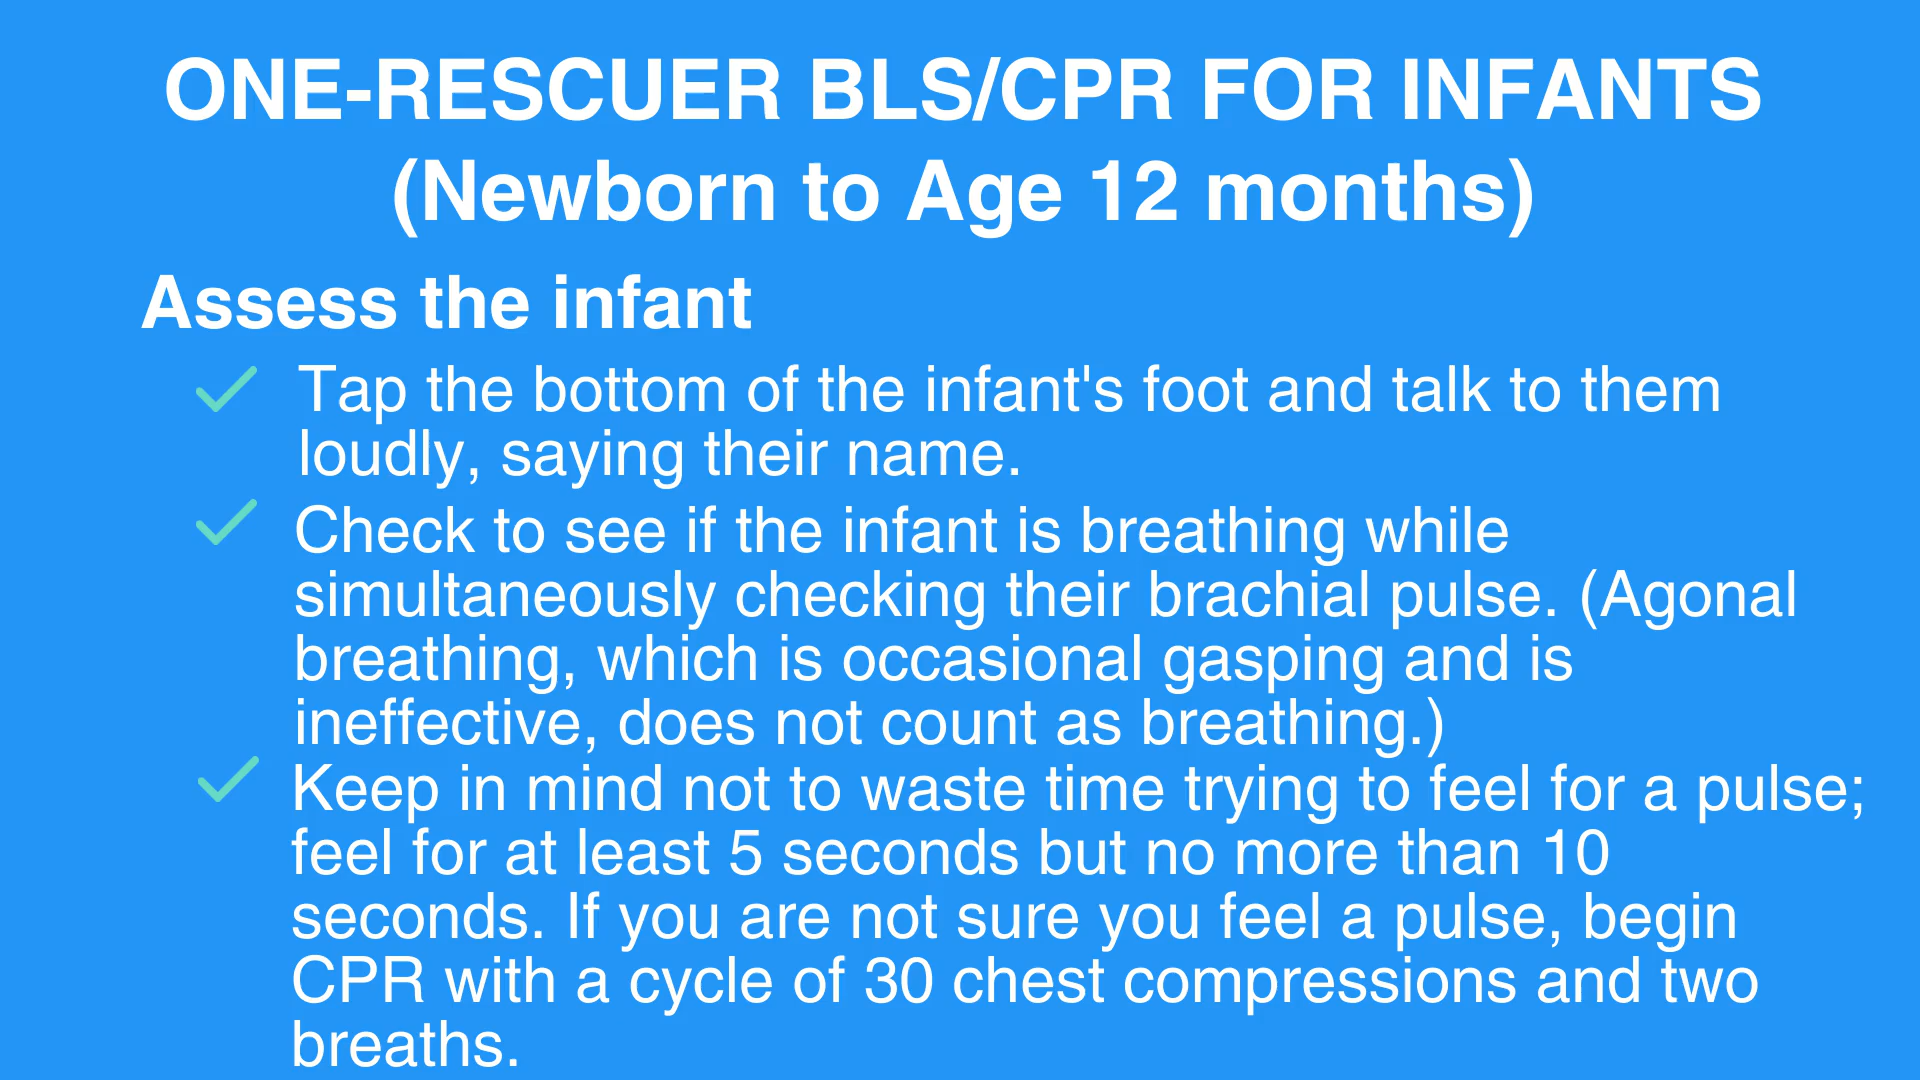 ONE-RESCUER BLS/CPR FOR INFANTS
(Newborn to Age 12 months)
Assess the infant
Tap the bottom of the infant's foot and talk to them
loudly, saying their name.
Check to see if the infant is breathing while
simultaneously checking their brachial pulse. (Agonal
breathing, which is occasional gasping and is
ineffective, does not count as breathing.)
Keep in mind not to waste time trying to feel for a pulse;
feel for at least 5 seconds but no more than 10
seconds. If you are not sure you feel a pulse, begin
CPR with a cycle of 30 chest compressions and two
breaths.